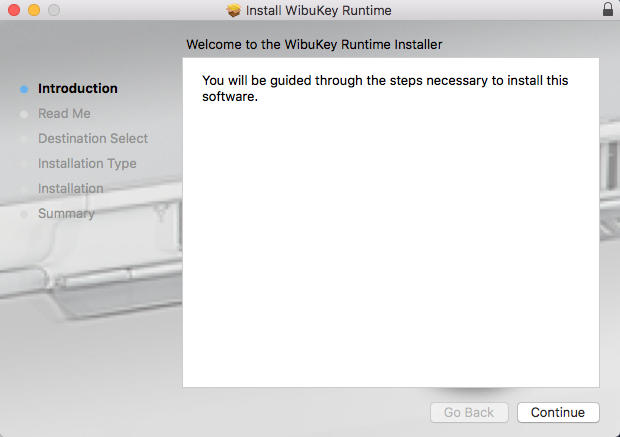 Install WibuKey Runtime
Welcome to the WibuKey Runtime Installer
Introduction
Read Me
Destination Select
Installation Type
Installation
Summary
You will be guided through the steps necessary to install this
software.
Go Back
Continue